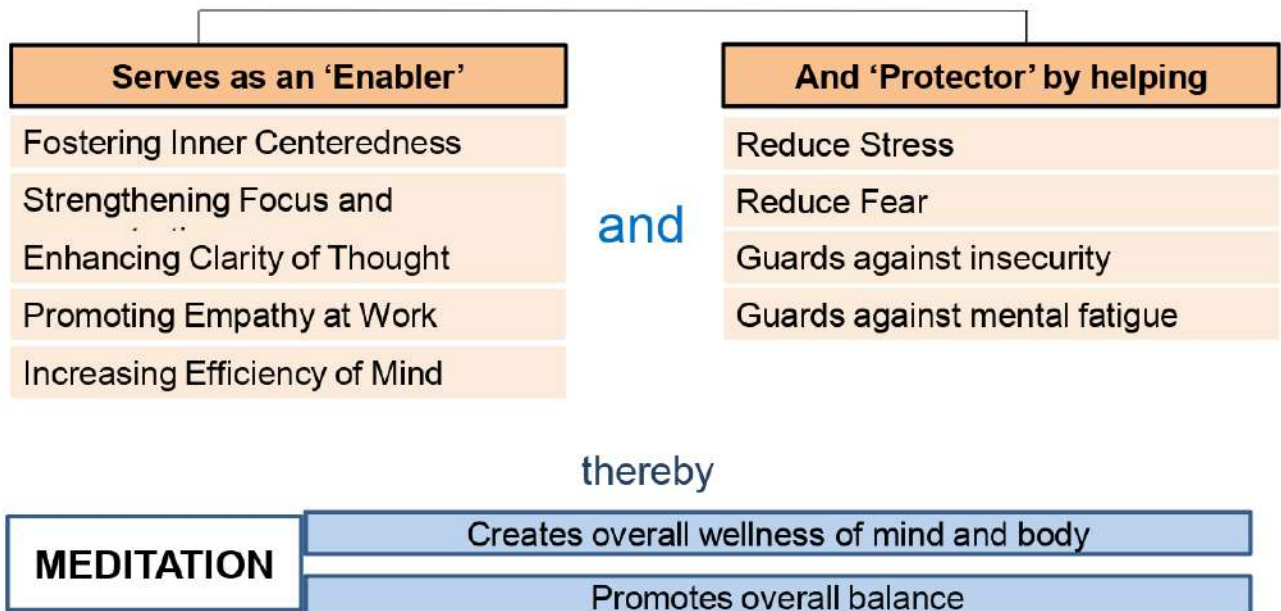 Serves as an ‘Enabler’
Fostering Inner Centeredness
Strengthening Focus and
Enhancing Clarity of Thought
Promoting Empathy at Work
Increasing Efficiency of Mind
and
And ‘Protector’ by helping
Reduce Stress
Reduce Fear
Guards against insecurity
Guards against mental fatigue
thereby
MEDITATION
Creates overall wellness of mind and body
Promotes overall balance